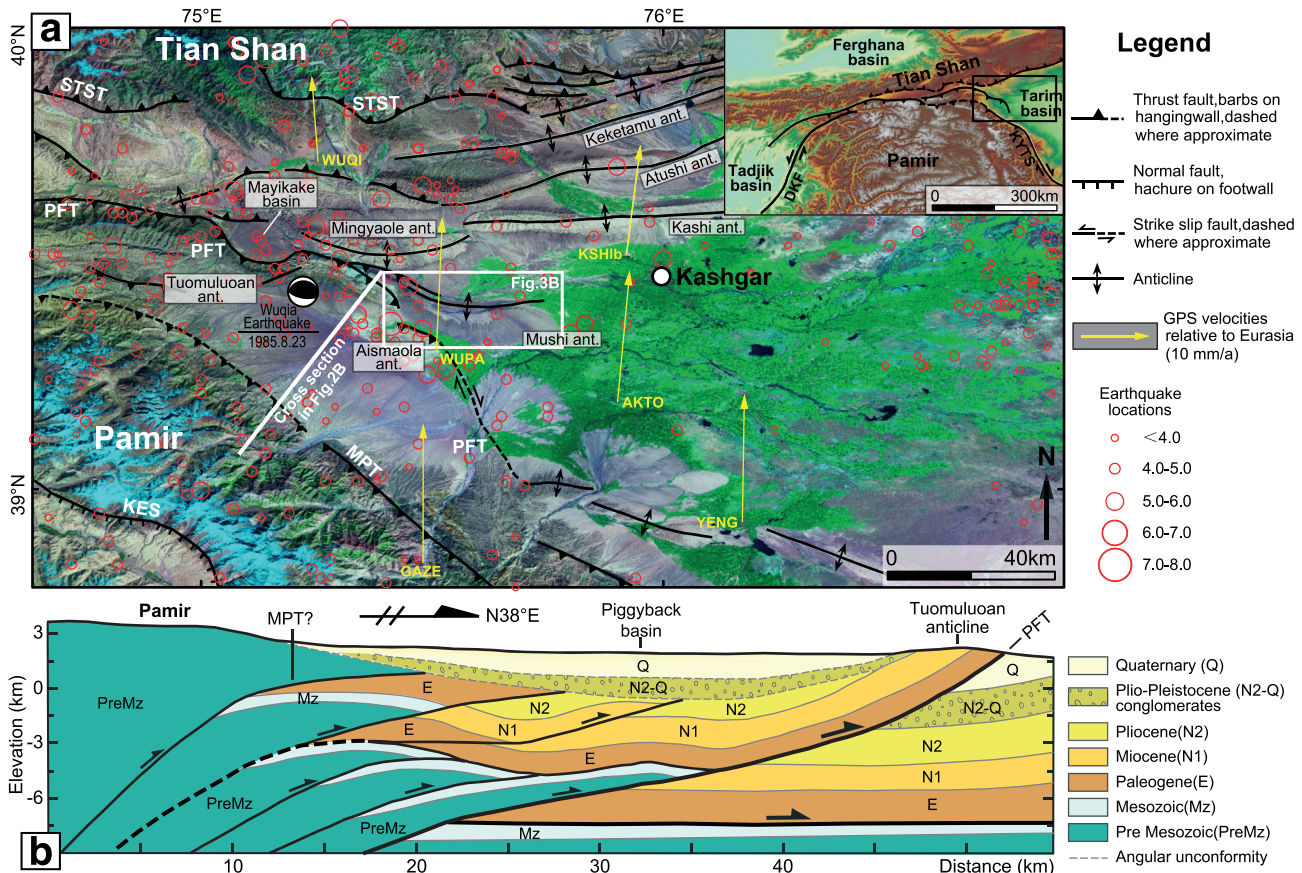 75°E
76°E
40°N
39°N
a
Tian Shan
STST
STST
Keketamu ant.
Atushi ant.
WUQI
Mayikake
basin
PFT
PFT
Mingyaole ant.
Kashi ant.
KSHIb
Kashgar
Tuomuluoan
ant.
Wuqia
Earthquake
1985.8.23
Fig.3B
Mushi ant.
Aismaola
ant.
WUPA
Cross section
in Fig.2B
AKTO
Pamir
PFT
MPT
KES
GAZE
YENG
N
0 40km
Ferghana
basin
Tian Shan
Tarim
basin
Pamir
Tadjik
basin
DKF
KYTS
0 300km
Legend
Thrust fault,barbs on
hangingwall,dashed
where approximate
Normal fault,
hachure on footwall
Strike slip fault,dashed
where approximate
Anticline
GPS velocities
relative to Eurasia
(10 mm/a)
Earthquake
locations
<4.0
4.0-5.0
5.0-6.0
6.0-7.0
7.0-8.0
b
Pamir
MPT?
N38°E
Piggyback
basin
Tuomuluoan
anticline
PFT
Elevation (km)
3
0
-3
-6
PreMz
Mz
E
Q
N2-Q
N2
N2
N1
N1
E
E
PreMz
PreMz
Mz
Q
N2-Q
N2
N1
E
10
20
30
40
Distance (km)
Quaternary (Q)
Plio-Pleistocene (N2-Q)
conglomerates
Pliocene(N2)
Miocene(N1)
Paleogene(E)
Mesozoic(Mz)
Pre Mesozoic(PreMz)
Angular unconformity